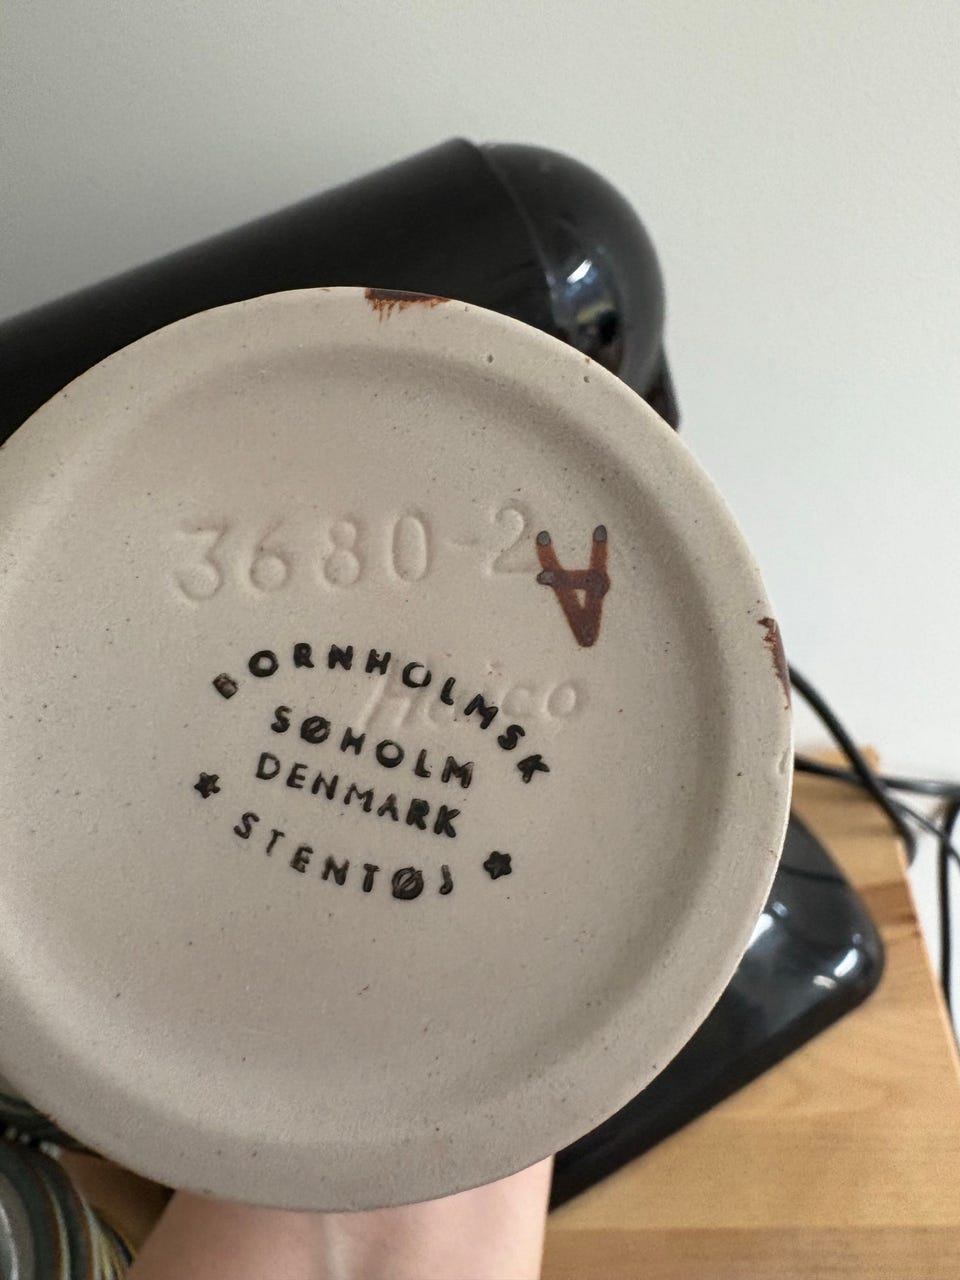 3680-2
A
BORNHOLMSK
SØHOLM
DENMARK
STENTØJ